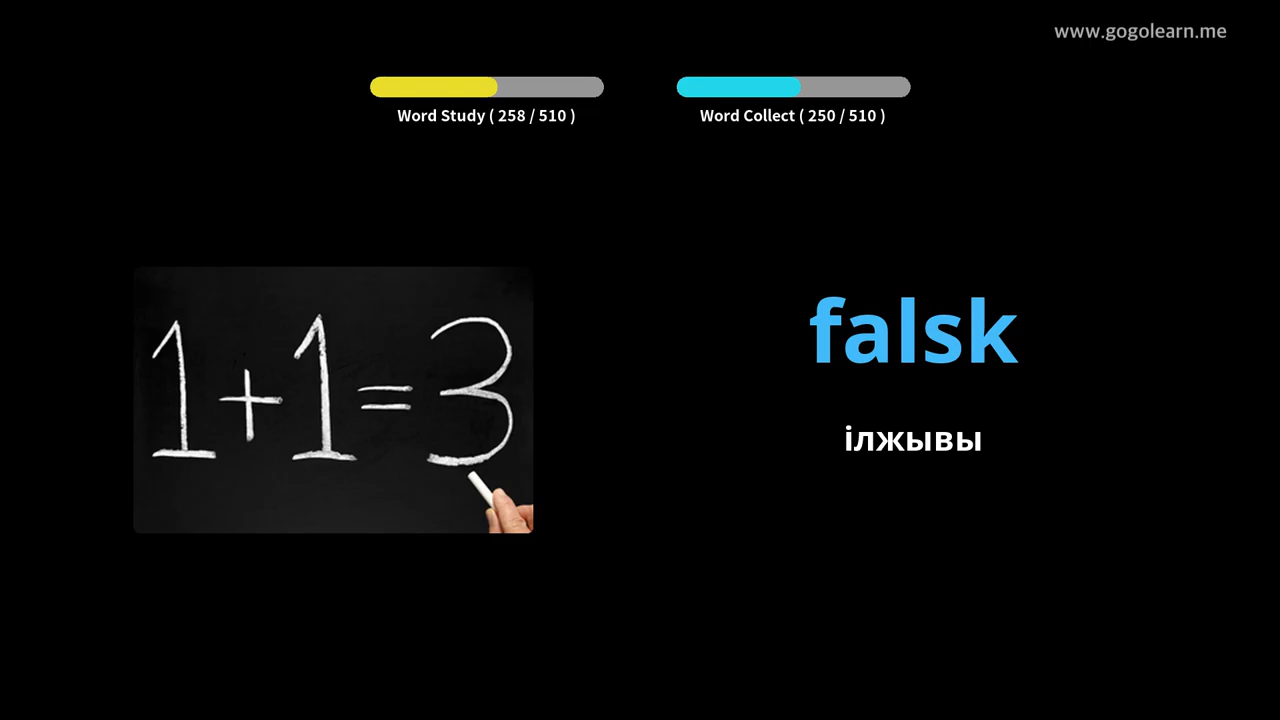 www.gogolearn.me
Word Study ( 258 / 510 )
Word Collect ( 250 / 510 )
1+1=3
falsk
ілжывы